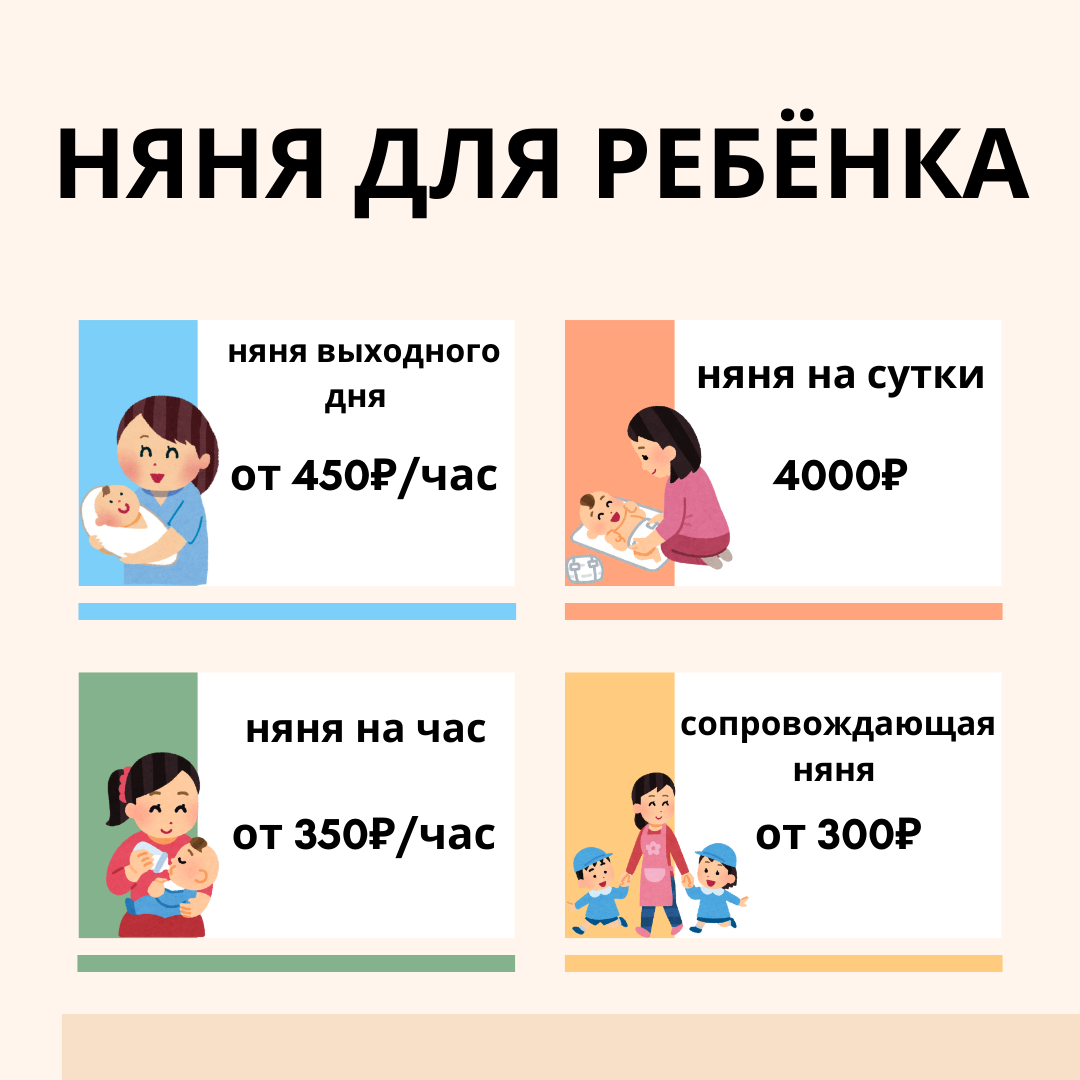 НЯНЯ ДЛЯ РЕБЁНКА
няня выходного
дня
от 450₽/час
няня на сутки
4000₽
няня на час
от 350₽/час
сопровождающая
няня
от 300₽